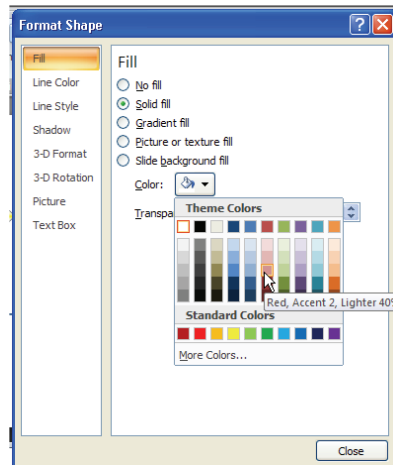 Format Shape
?
X
Fill
Line Color
Line Style
Shadow
3-D Format
3-D Rotation
Picture
Text Box
Fill
No fill
Solid fill
Gradient fill
Picture or texture fill
Slide background fill
Color:
Transpa
Theme Colors
Red, Accent 2, Lighter 40%
Standard Colors
More Colors...
Close